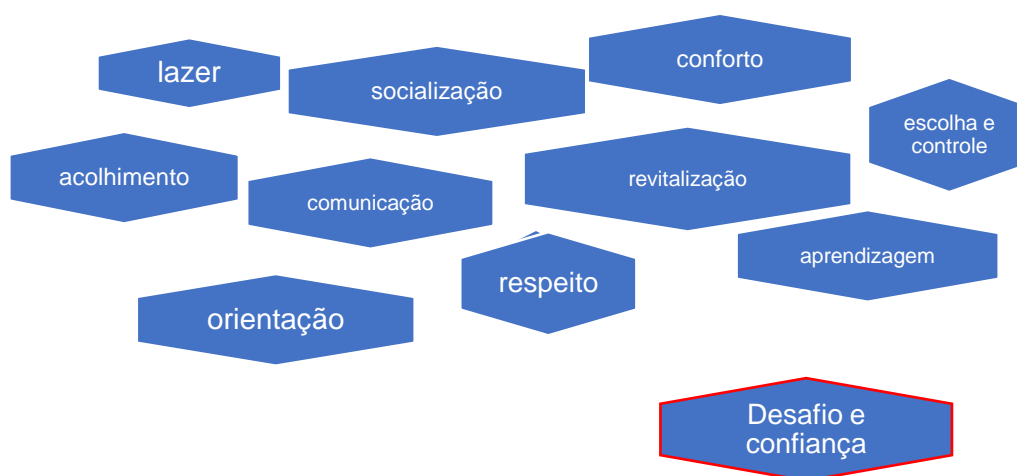 lazer
socialização
conforto
escolha e
controle
acolhimento
comunicação
revitalização
aprendizagem
respeito
orientação
Desafio e
confiança